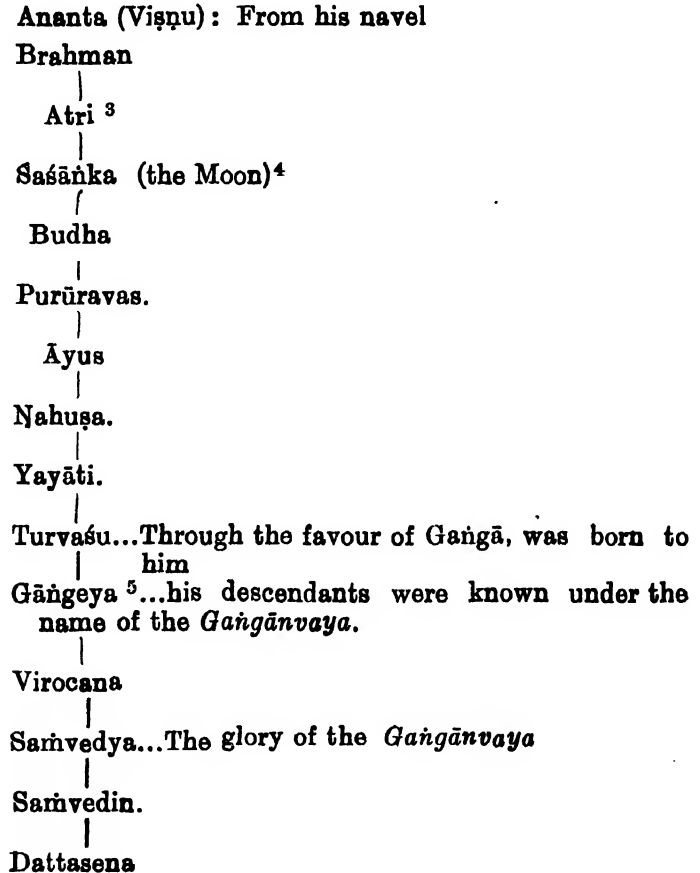 Ananta (Viṣṇu) : From his navel
Brahman
Atri ³
Śaśāṅka (the Moon)⁴
Budha
Purūravas.
Āyus
Nahuṣa.
Yayāti.
Turvaśu...Through the favour of Gaṅgā, was born to
him
Gāṅgeya ⁵...his descendants were known under the
name of the Gaṅgānvaya.
Virocana
Saṁvedya...The glory of the Gaṅgānvaya
Saṁvedin.
Dattasena